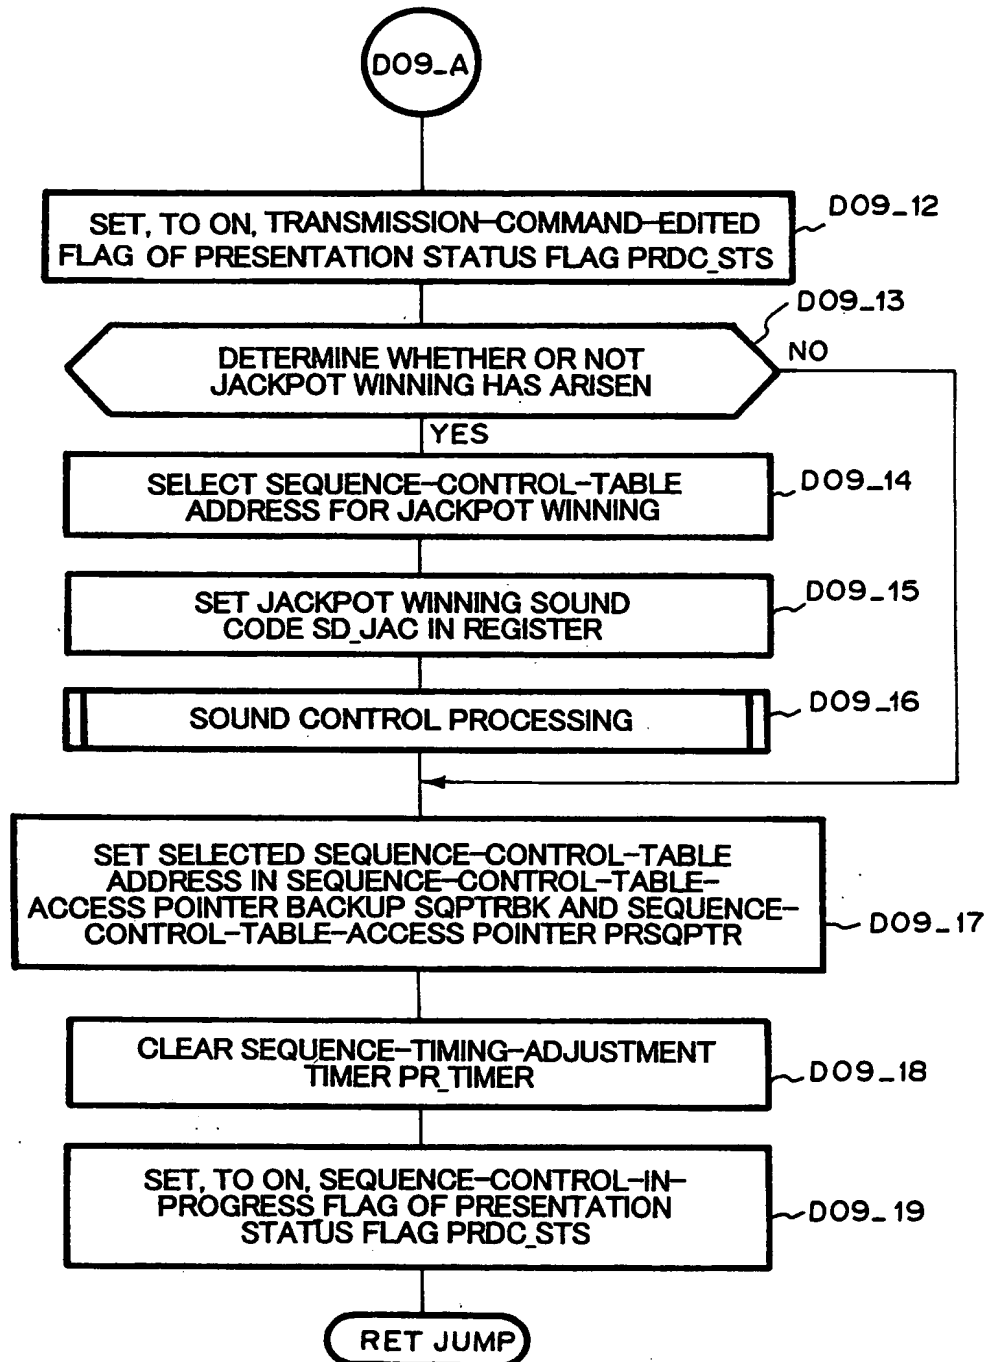 D09_A
SET, TO ON, TRANSMISSION-COMMAND-EDITED
FLAG OF PRESENTATION STATUS FLAG PRDC_STS
D09_12
D09_13
DETERMINE WHETHER OR NOT
JACKPOT WINNING HAS ARISEN
NO
YES
SELECT SEQUENCE-CONTROL-TABLE
ADDRESS FOR JACKPOT WINNING
D09_14
SET JACKPOT WINNING SOUND
CODE SD_JAC IN REGISTER
D09_15
SOUND CONTROL PROCESSING
D09_16
SET SELECTED SEQUENCE-CONTROL-TABLE
ADDRESS IN SEQUENCE-CONTROL-TABLE-
ACCESS POINTER BACKUP SQPTRBK AND SEQUENCE-
CONTROL-TABLE-ACCESS POINTER PRSQPTR
D09_17
CLEAR SEQUENCE-TIMING-ADJUSTMENT
TIMER PR_TIMER
D09_18
SET, TO ON, SEQUENCE-CONTROL-IN-
PROGRESS FLAG OF PRESENTATION
STATUS FLAG PRDC_STS
D09_19
RET JUMP